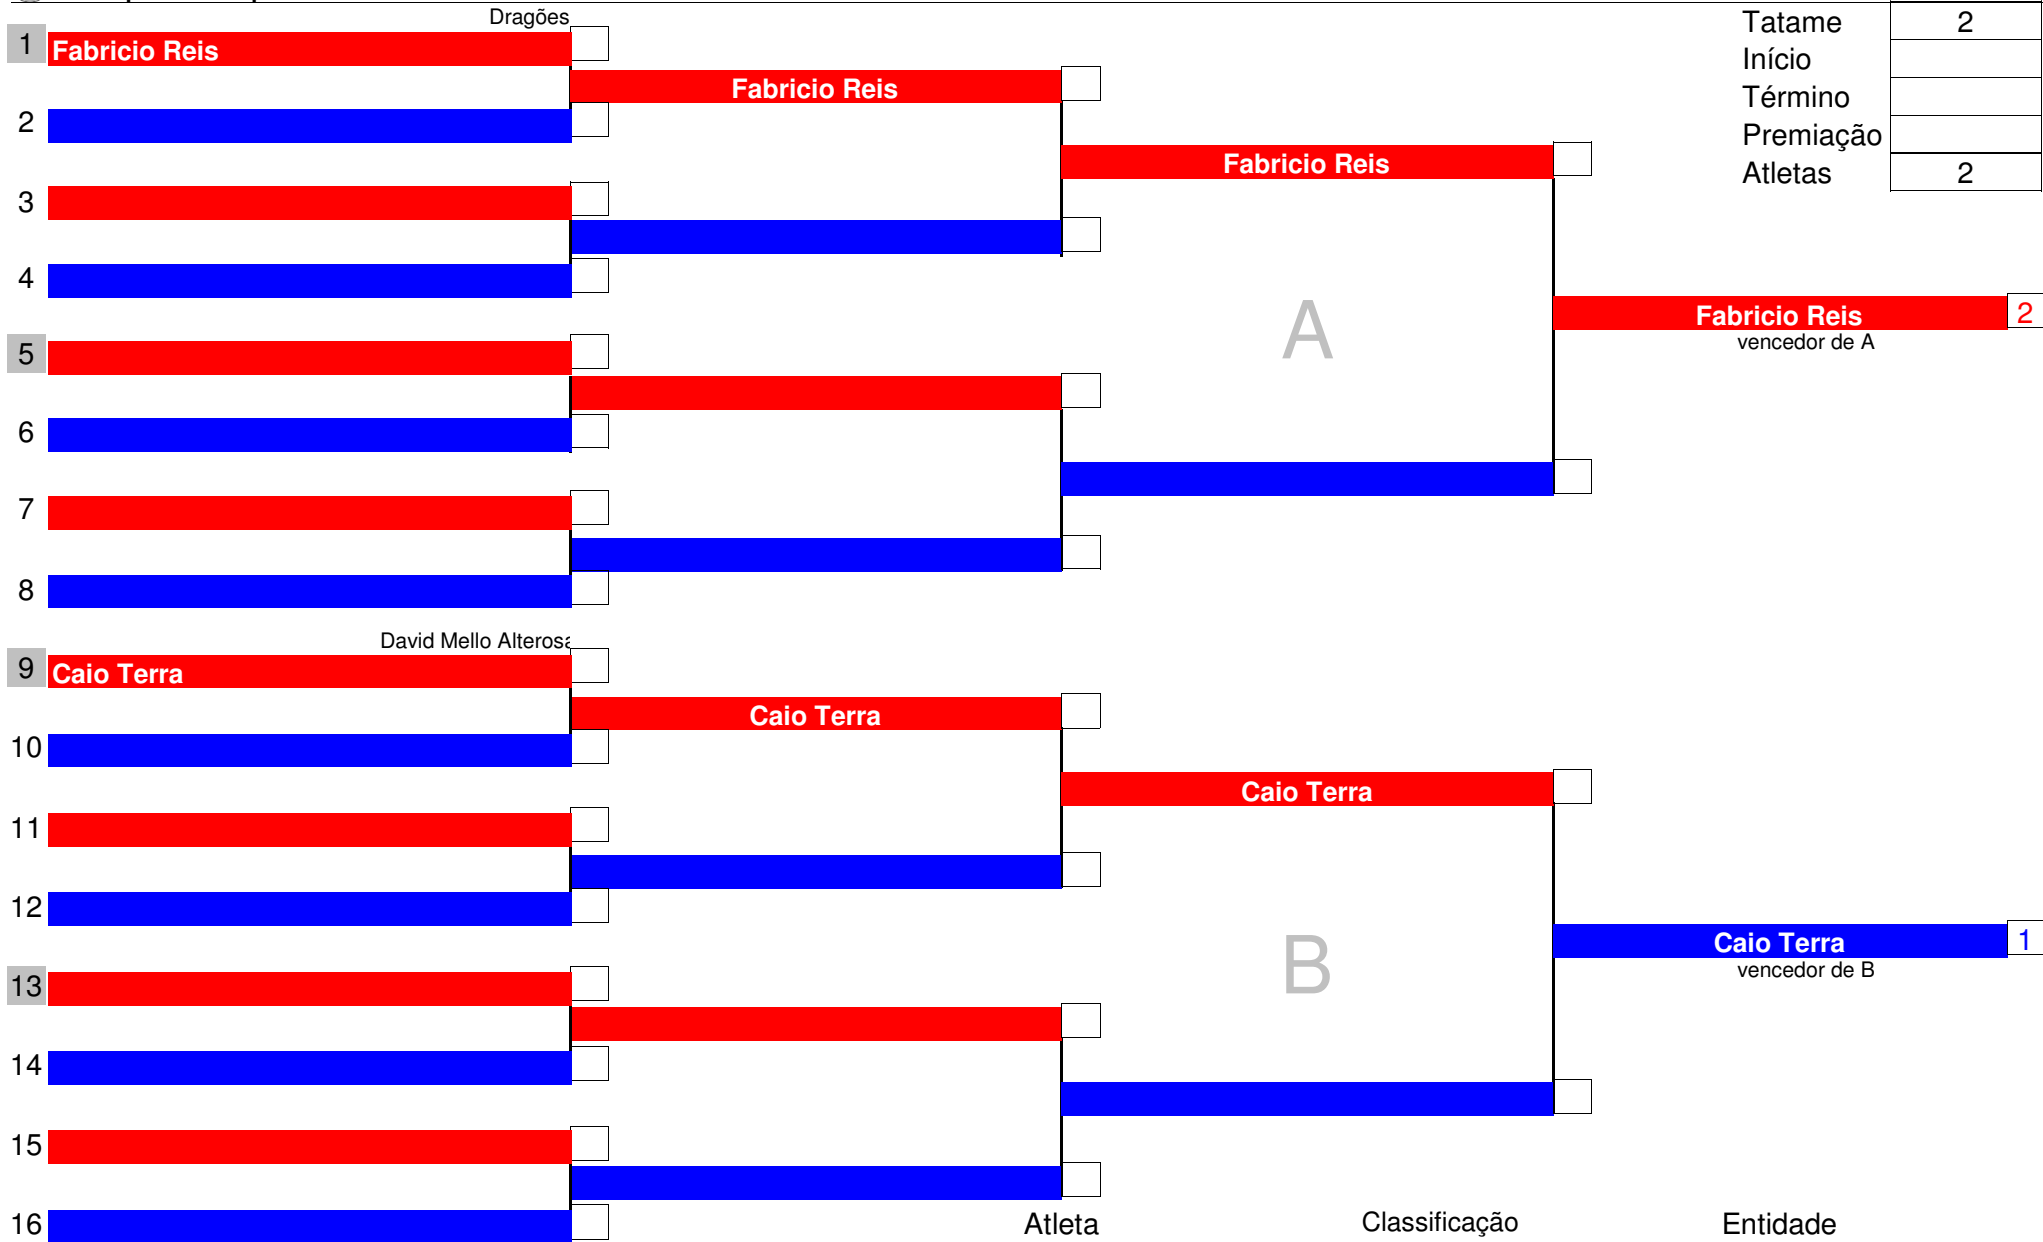 Dragões
Tatame 2
1 Fabricio Reis
Início
Fabricio Reis
Término
2
Premiação
Fabricio Reis
Atletas 2
3
4
A
Fabricio Reis 2
vencedor de A
5
6
7
8
David Mello Alterosa
9 Caio Terra
Caio Terra
10
Caio Terra
11
12
B
Caio Terra 1
vencedor de B
13
14
15
16
Atleta Classificação Entidade